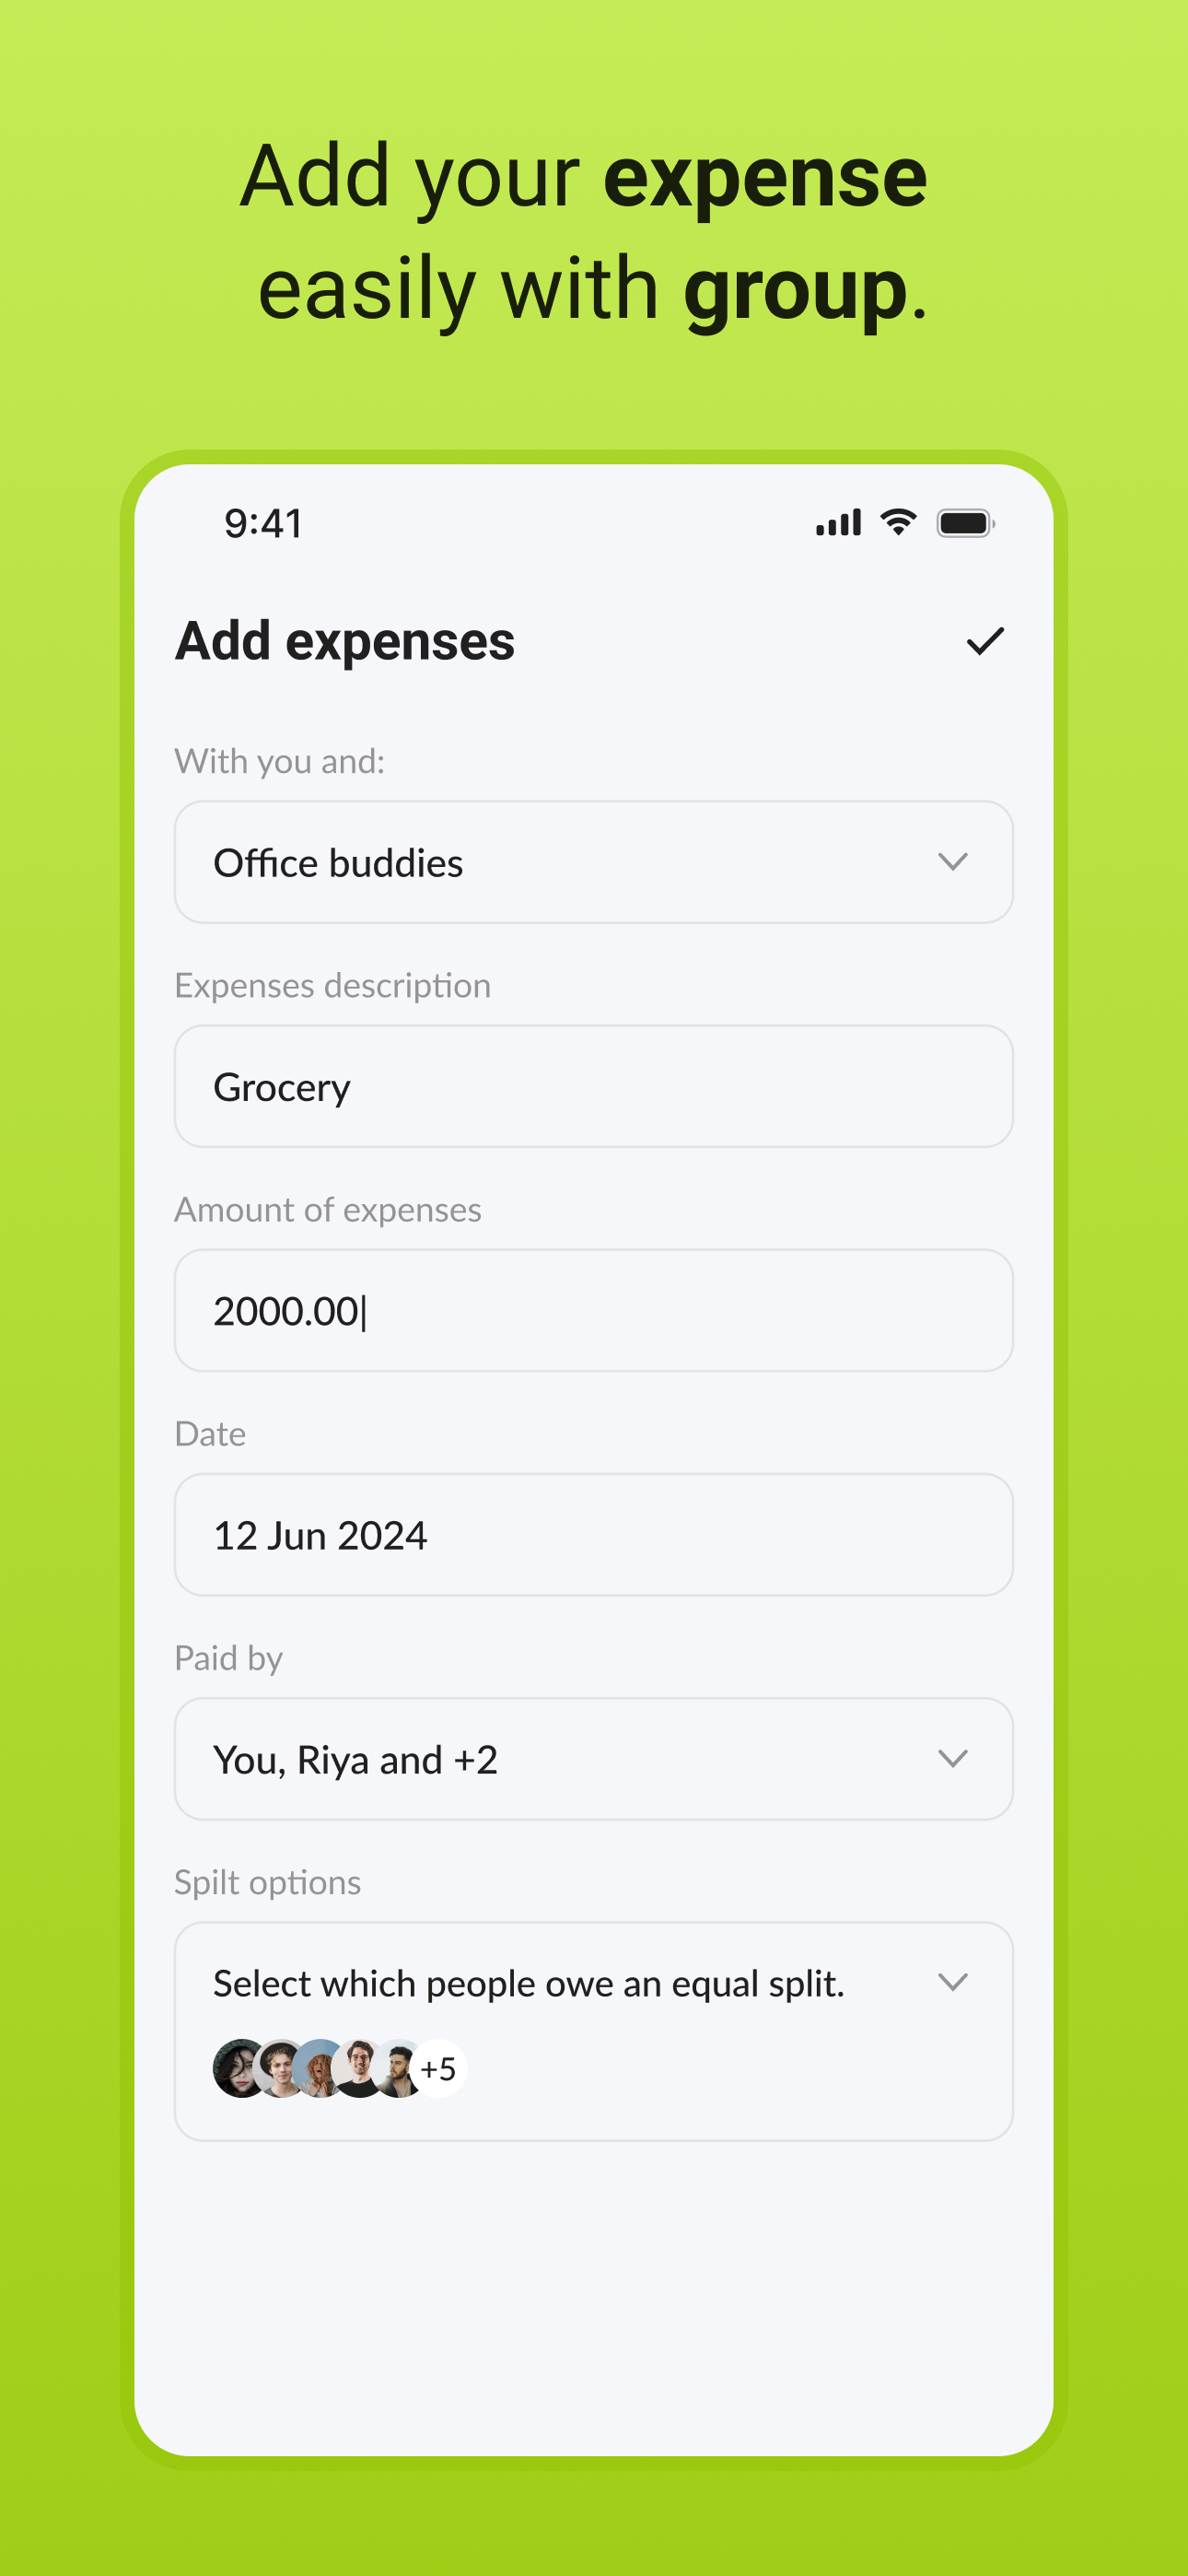 Add your expense
easily with group.
9:41
Add expenses
With you and:
Office buddies
Expenses description
Grocery
Amount of expenses
2000.00
Date
12 Jun 2024
Paid by
You, Riya and +2
Spilt options
Select which people owe an equal split.
+5